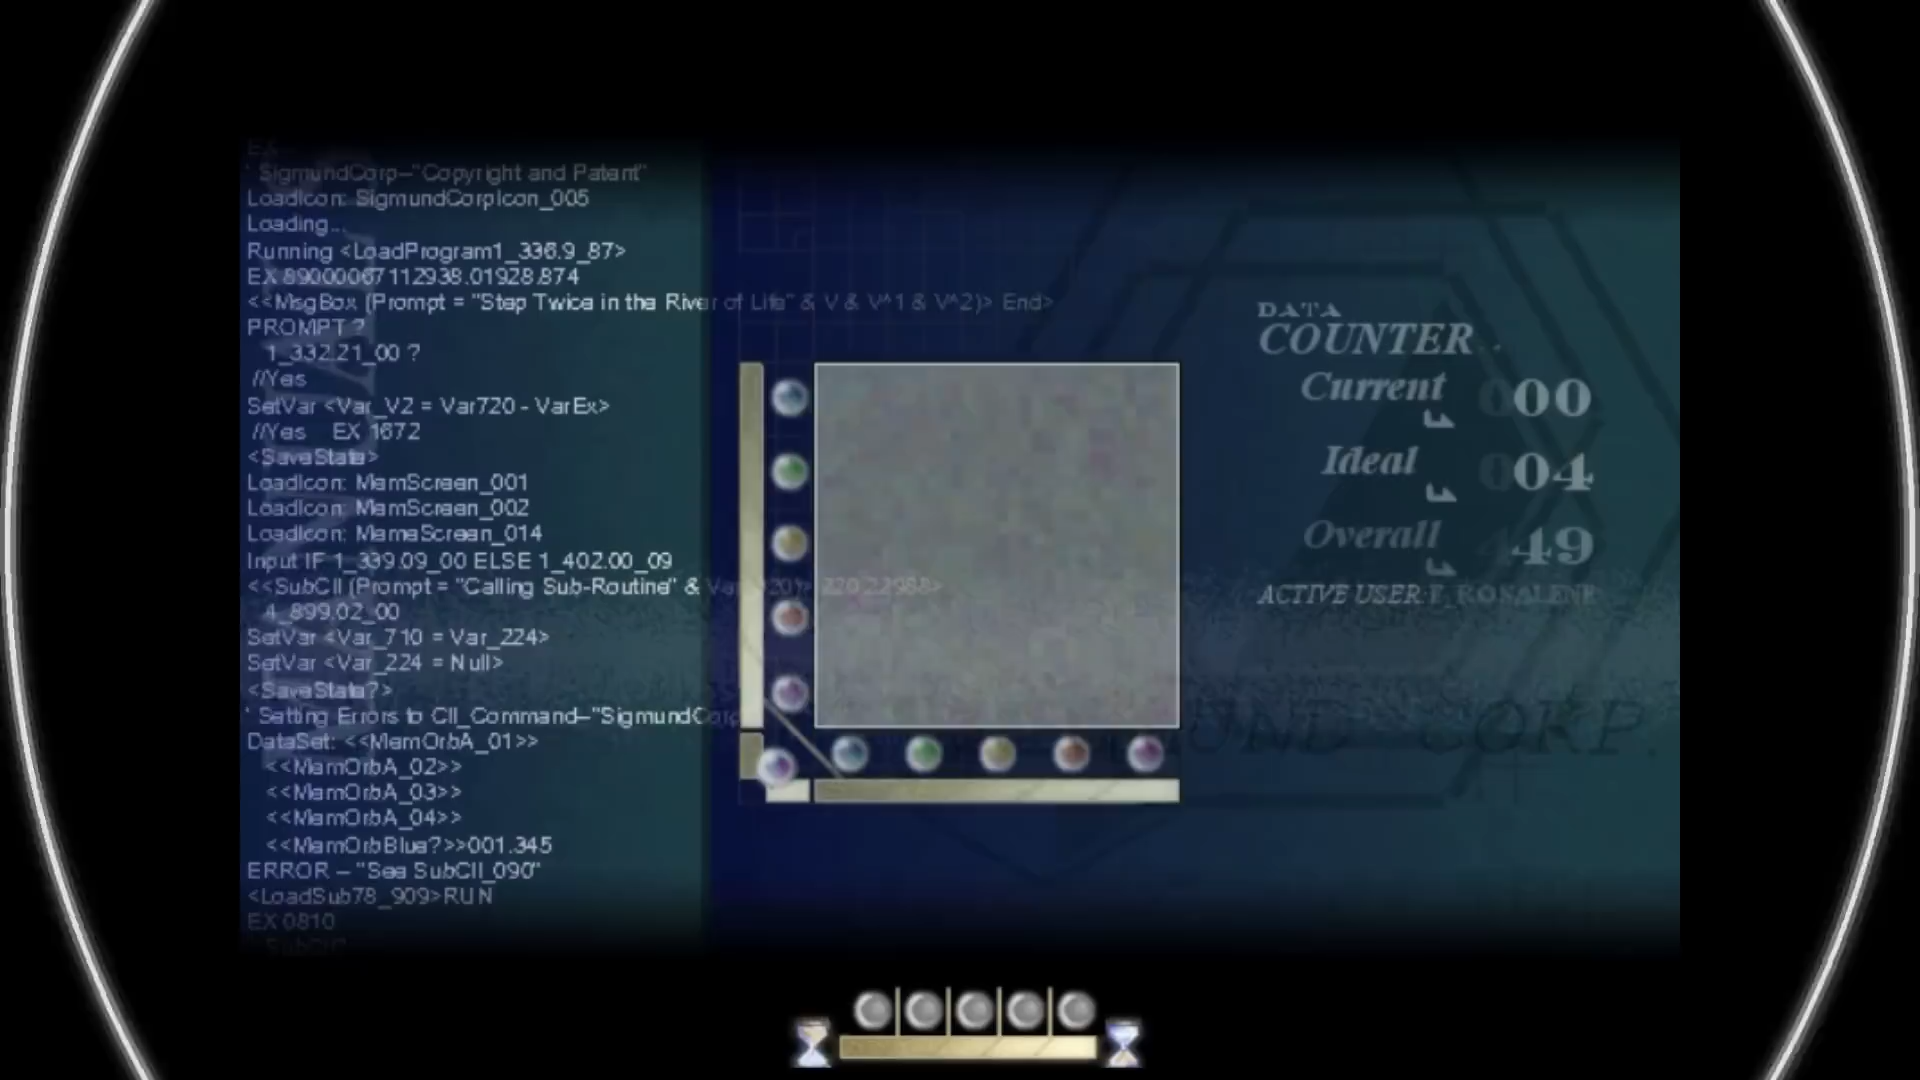 EX
' SigmundCorp--"Copyright and Patent"
LoadIcon: SigmundCorpIcon_005
Loading...
Running <LoadProgram1_336.9_87>
EX 89000067112938.01928.874
<<MsgBox (Prompt = "Step Twice in the River of Life" & V & V^1 & V^2)> End>
PROMPT ?
1_332.21_00 ?
//Yes
SetVar <Var_V2 = Var720 - VarEx>
//Yes EX 1672
<SaveState>
LoadIcon: MemScreen_001
LoadIcon: MemScreen_002
LoadIcon: MemeScreen_014
Input IF 1_339.09_00 ELSE 1_402.00_09
<<SubCll (Prompt = "Calling Sub-Routine" &
4_899.02_00
SetVar <Var_710 = Var_224>
SetVar <Var_224 = Null>
<SaveState?>
' Setting Errors to Cll_Command--"SigmundCorp
DataSet: <<MemOrbA_01>>
<<MemOrbA_02>>
<<MemOrbA_03>>
<<MemOrbA_04>>
<<MemOrbBlue?>>001.345
ERROR -- "See SubCll_090"
<LoadSub78_909>RUN
EX 0810
DATA
COUNTER
Current 00
Ideal 04
Overall 49
ACTIVE USER:
CORP.